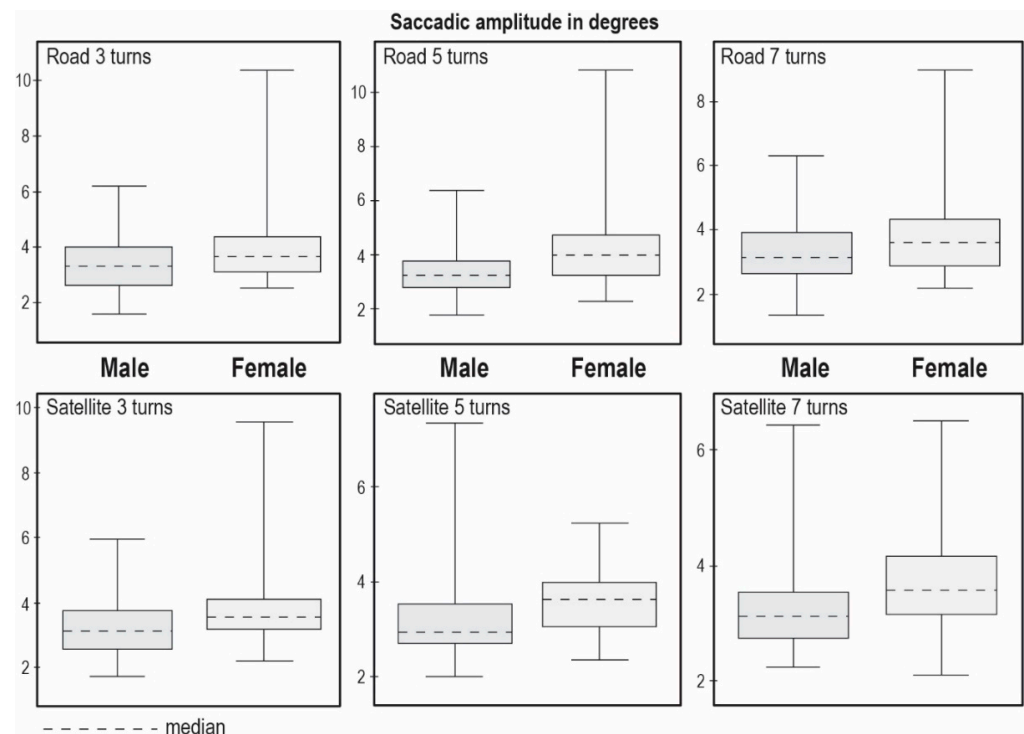 Saccadic amplitude in degrees
Road 3 turns
10
8
6
4
2
Road 5 turns
10
8
6
4
2
Road 7 turns
8
6
4
2
Male Female Male Female Male Female
Satellite 3 turns
10
8
6
4
2
Satellite 5 turns
6
4
2
Satellite 7 turns
6
4
2
median